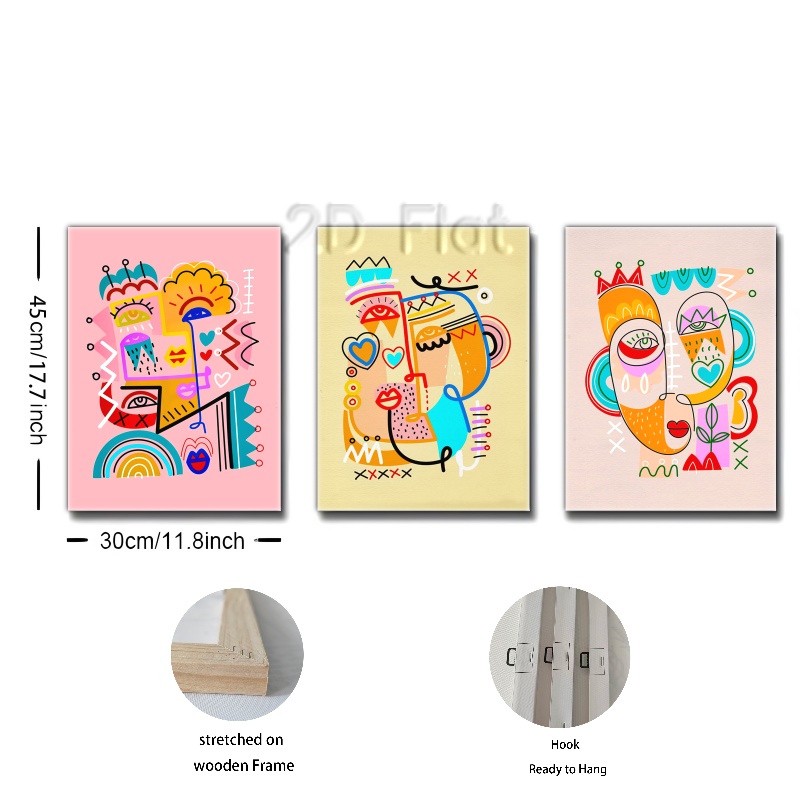 2D Flat
45cm/17.7inch
30cm/11.8inch
stretched on
wooden Frame
Hook
Ready to Hang